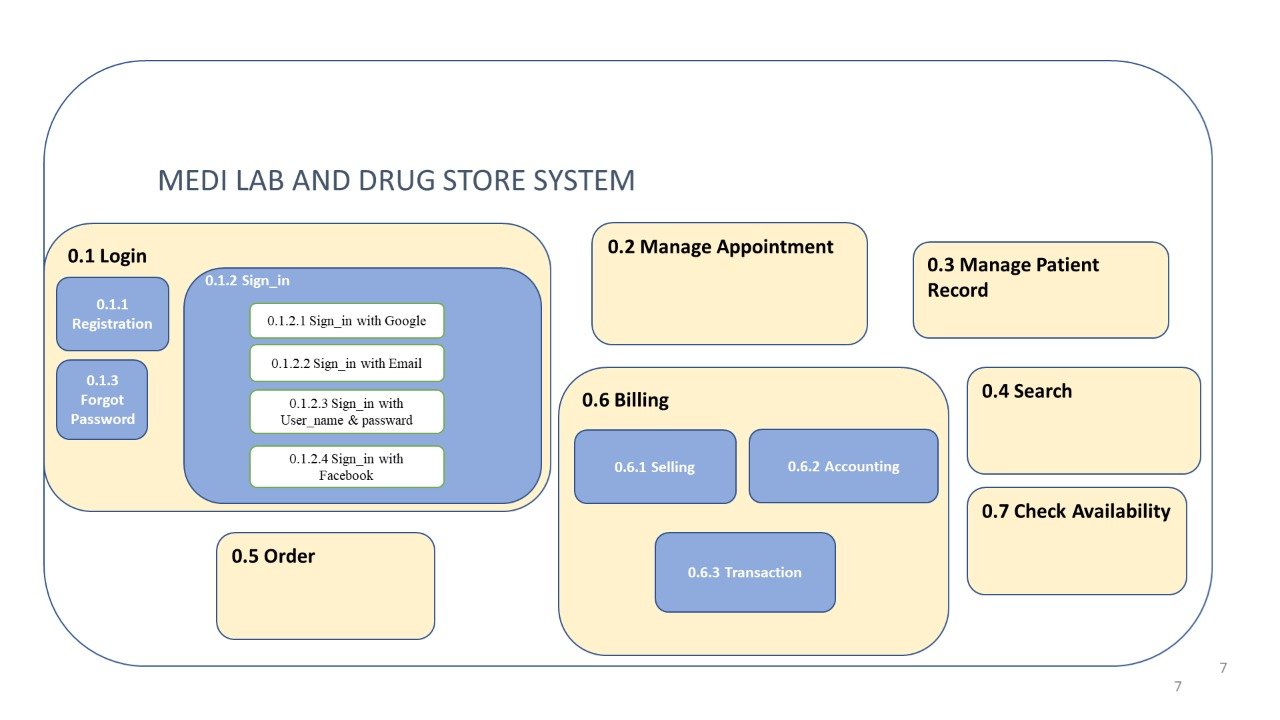 MEDI LAB AND DRUG STORE SYSTEM
0.1 Login
0.1.1
Registration
0.1.3
Forgot
Password
0.1.2 Sign_in
0.1.2.1 Sign_in with Google
0.1.2.2 Sign_in with Email
0.1.2.3 Sign_in with
User_name & password
0.1.2.4 Sign_in with
Facebook
0.2 Manage Appointment
0.3 Manage Patient
Record
0.6 Billing
0.6.1 Selling
0.6.2 Accounting
0.6.3 Transaction
0.4 Search
0.7 Check Availability
0.5 Order
7
7